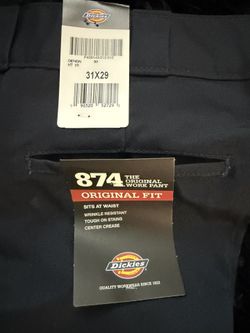 Dickies
31X29
874 THE ORIGINAL WORK PANT
ORIGINAL FIT
SITS AT WAIST
WRINKLE RESISTANT
TOUGH ON STAINS
CENTER CREASE
Dickies
QUALITY WORKWEAR SINCE 1922